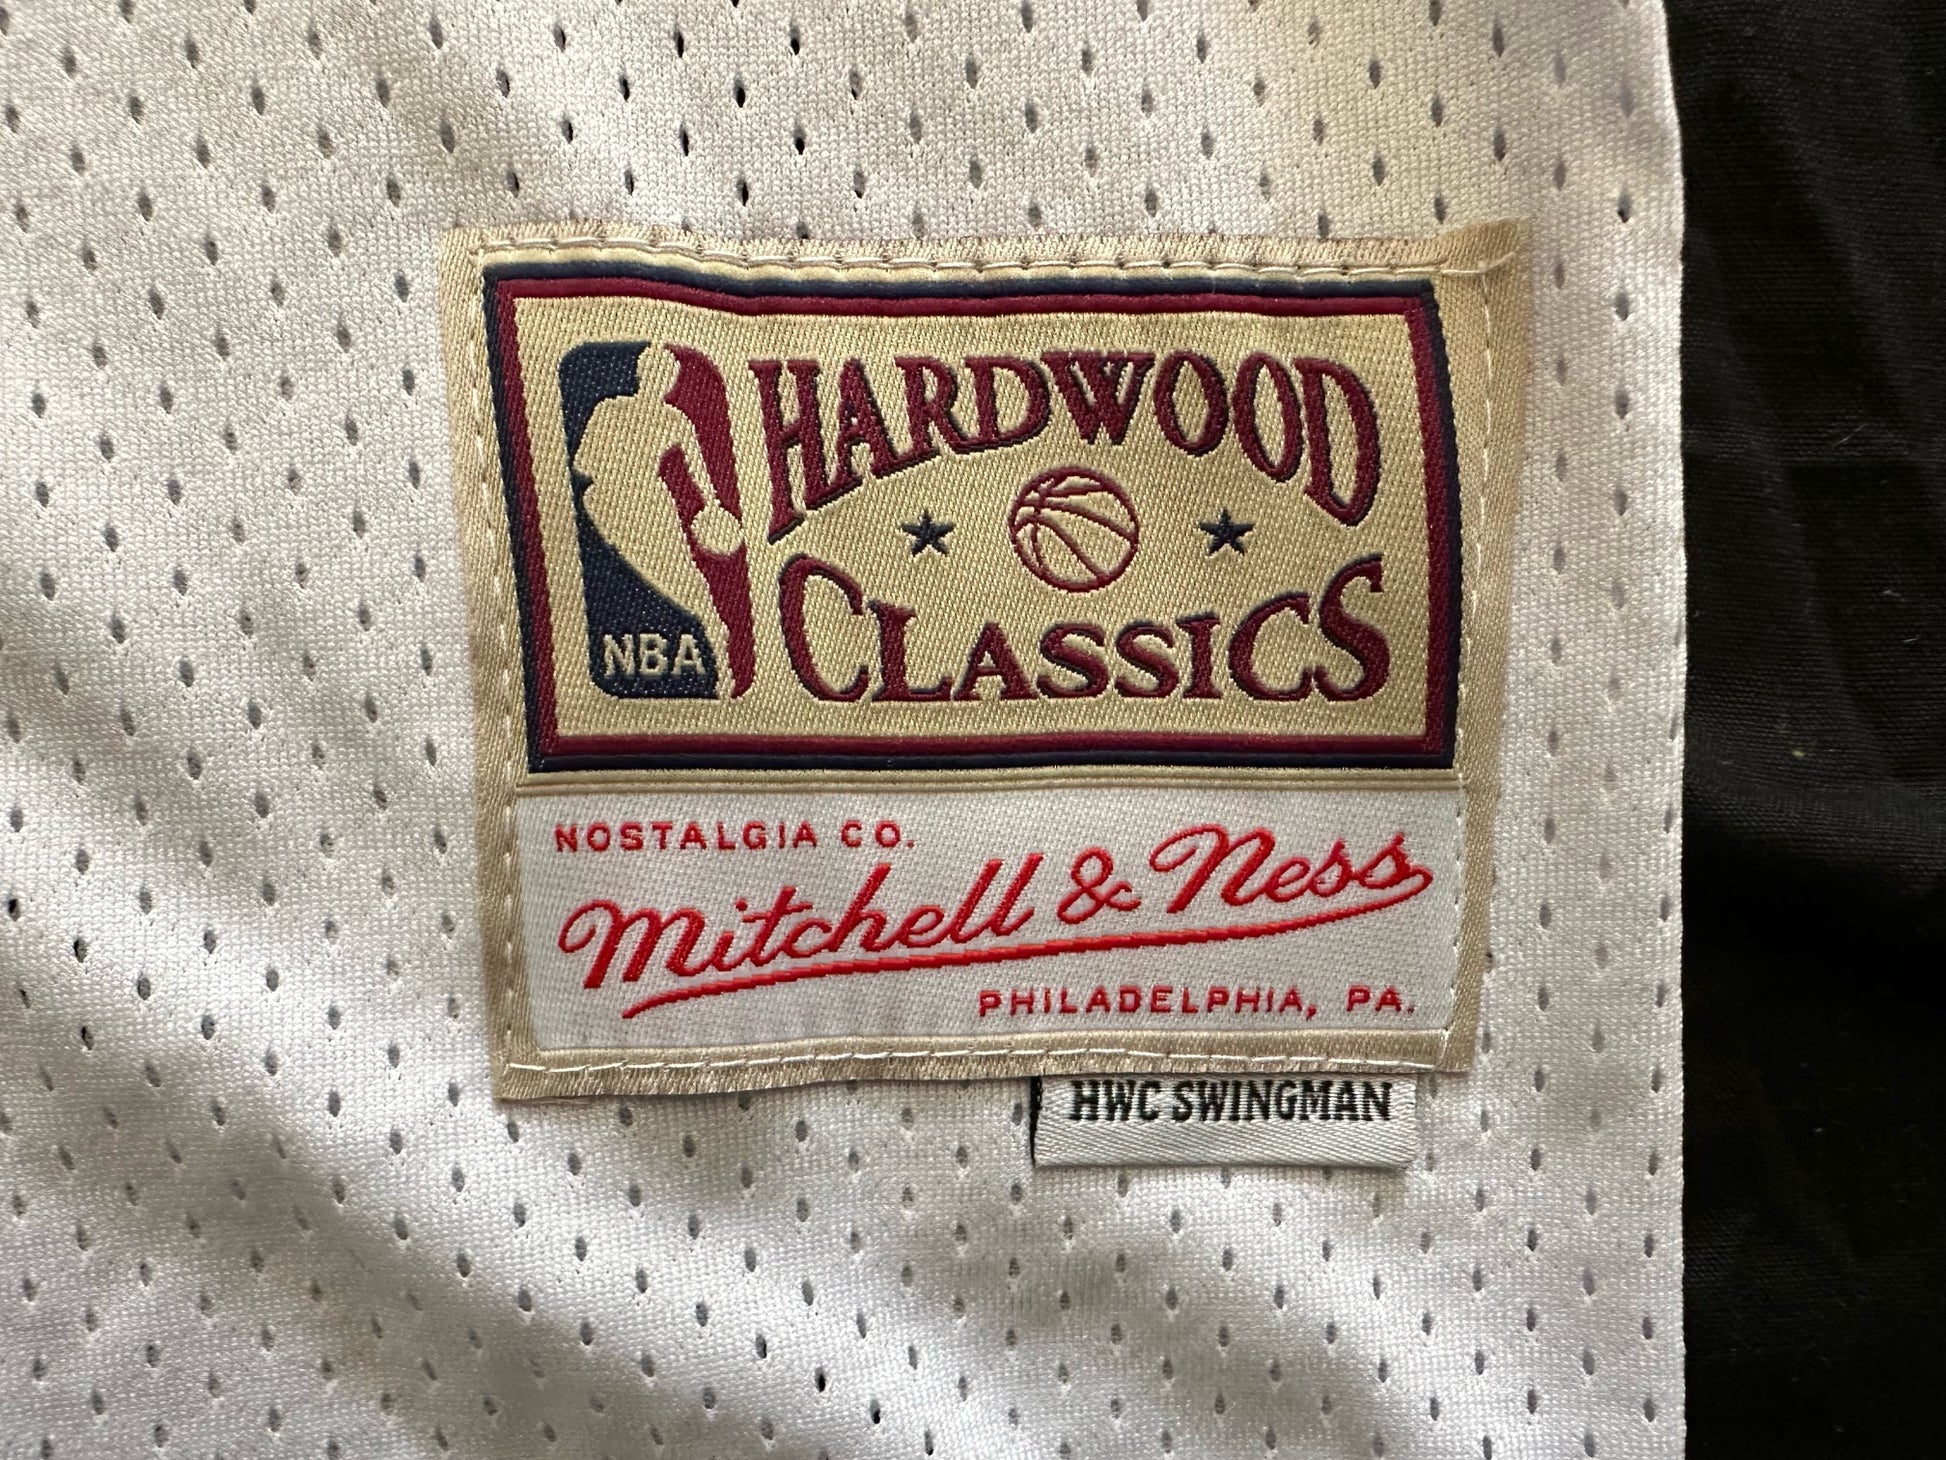 HARDWOOD
CLASSICS
NBA
NOSTALGIA CO.
Mitchell & Ness
PHILADELPHIA, PA.
HWC SWINGMAN